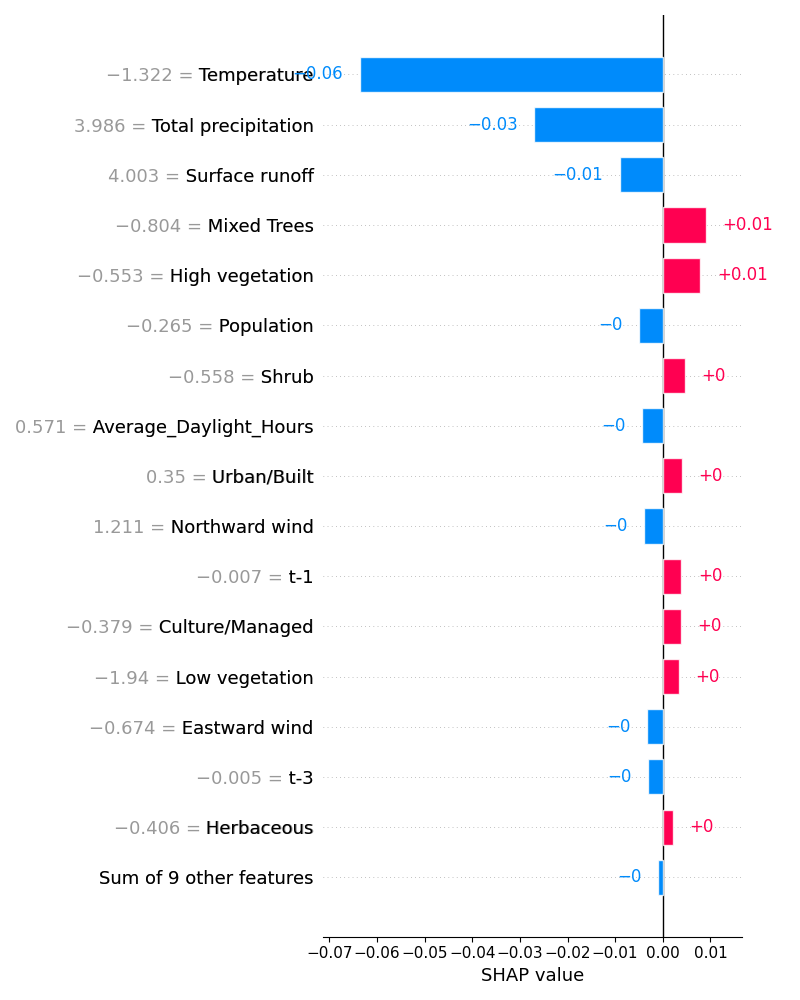 −1.322 = Temperature −0.06
3.986 = Total precipitation −0.03
4.003 = Surface runoff −0.01
−0.804 = Mixed Trees +0.01
−0.553 = High vegetation +0.01
−0.265 = Population −0
−0.558 = Shrub +0
0.571 = Average_Daylight_Hours −0
0.35 = Urban/Built +0
1.211 = Northward wind −0
−0.007 = t-1 +0
−0.379 = Culture/Managed +0
−1.94 = Low vegetation +0
−0.674 = Eastward wind −0
−0.005 = t-3 −0
−0.406 = Herbaceous +0
Sum of 9 other features −0
−0.07 −0.06 −0.05 −0.04 −0.03 −0.02 −0.01 0.00 0.01
SHAP value